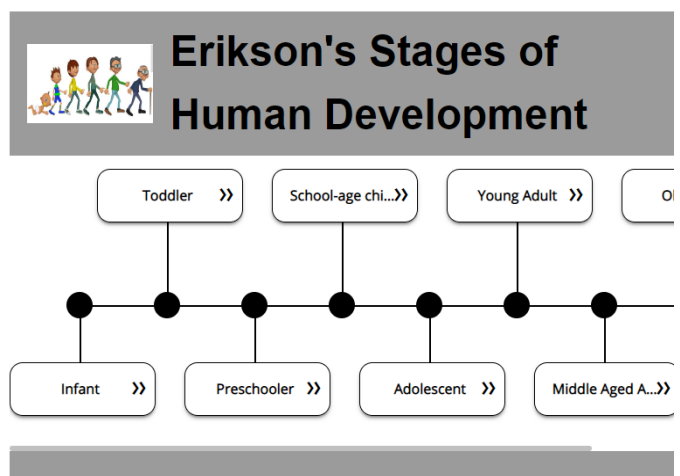 Erikson's Stages of
Human Development
Toddler
School-age chi...
Young Adult
Infant
Preschooler
Adolescent
Middle Aged A...